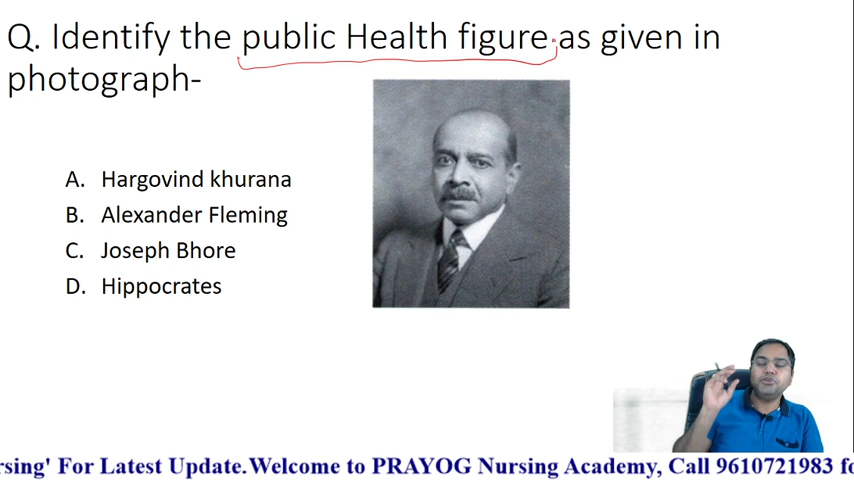 Q. Identify the public Health figure as given in
photograph-
A. Hargovind khurana
B. Alexander Fleming
C. Joseph Bhore
D. Hippocrates
rsing' For Latest Update.Welcome to PRAYOG Nursing Academy, Call 9610721983 fo